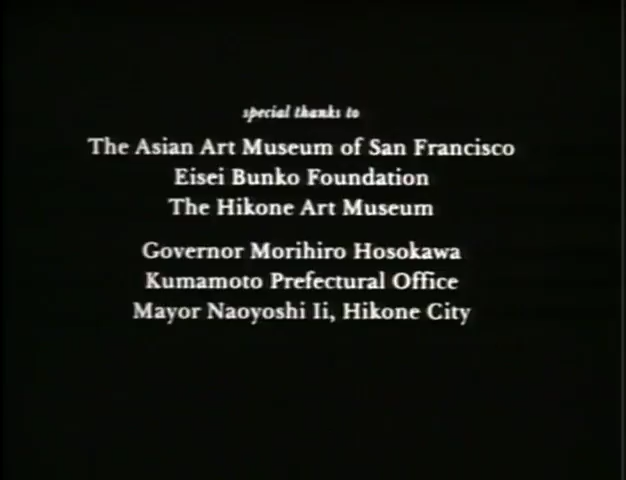 special thanks to
The Asian Art Museum of San Francisco
Eisei Bunko Foundation
The Hikone Art Museum
Governor Morihiro Hosokawa
Kumamoto Prefectural Office
Mayor Naoyoshi Ii, Hikone City